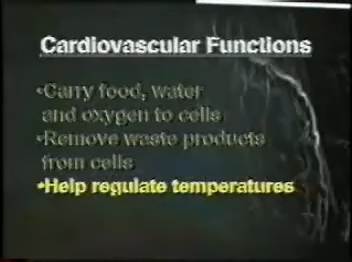 Cardiovascular Functions
•Carry food, water
and oxygen to cells
•Remove waste products
from cells
•Help regulate temperatures